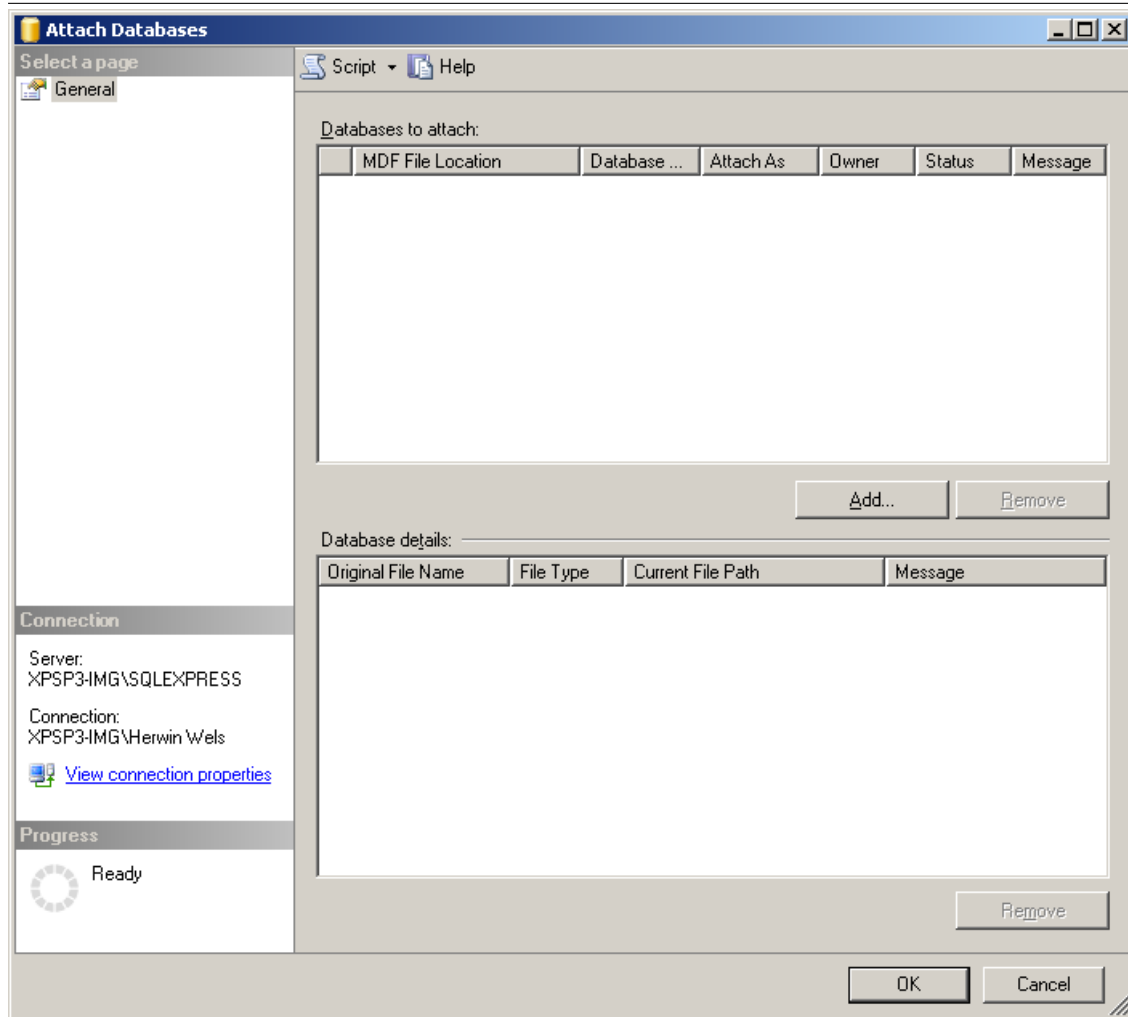 Attach Databases
Select a page
General
Script
Help
Databases to attach:
MDF File Location
Database ...
Attach As
Owner
Status
Message
Add...
Remove
Database details:
Original File Name
File Type
Current File Path
Message
Remove
Connection
Server:
XPSP3-IMG\SQLEXPRESS
Connection:
XPSP3-IMG\Herwin Wels
View connection properties
Progress
Ready
OK
Cancel